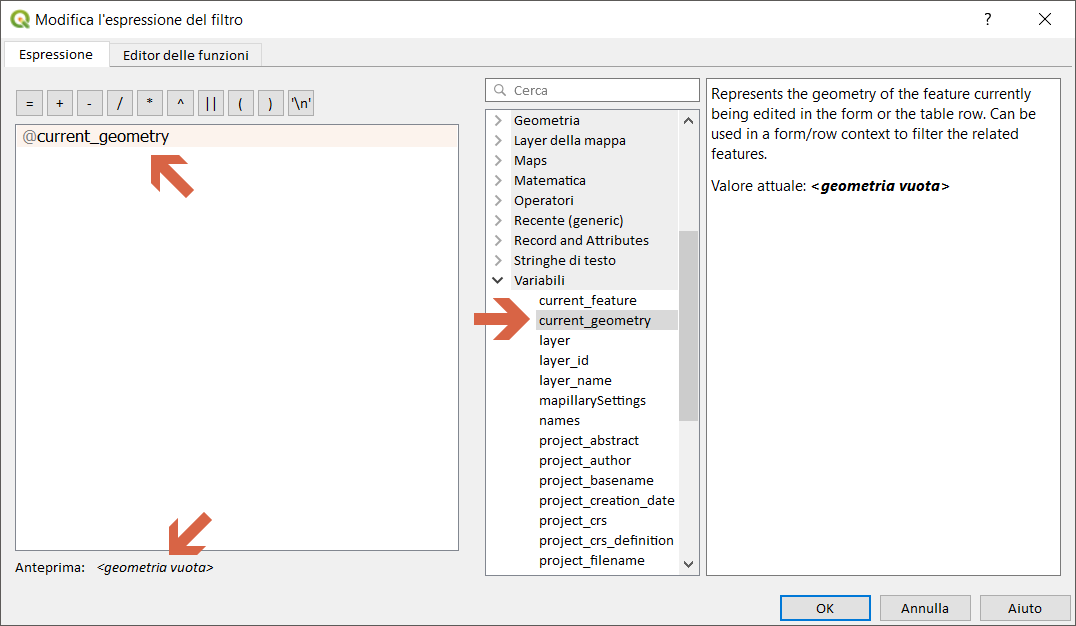 Modifica l'espressione del filtro
?
Espressione
Editor delle funzioni
= + - / * ^ || ( ) '\n'
@current_geometry
Anteprima: <geometria vuota>
Cerca
Geometria
Layer della mappa
Maps
Matematica
Operatori
Recente (generic)
Record and Attributes
Stringhe di testo
Variabili
current_feature
current_geometry
layer
layer_id
layer_name
mapillarySettings
names
project_abstract
project_author
project_basename
project_creation_date
project_crs
project_crs_definition
project_filename
Represents the geometry of the feature currently
being edited in the form or the table row. Can be
used in a form/row context to filter the related
features.
Valore attuale: <geometria vuota>
OK
Annulla
Aiuto